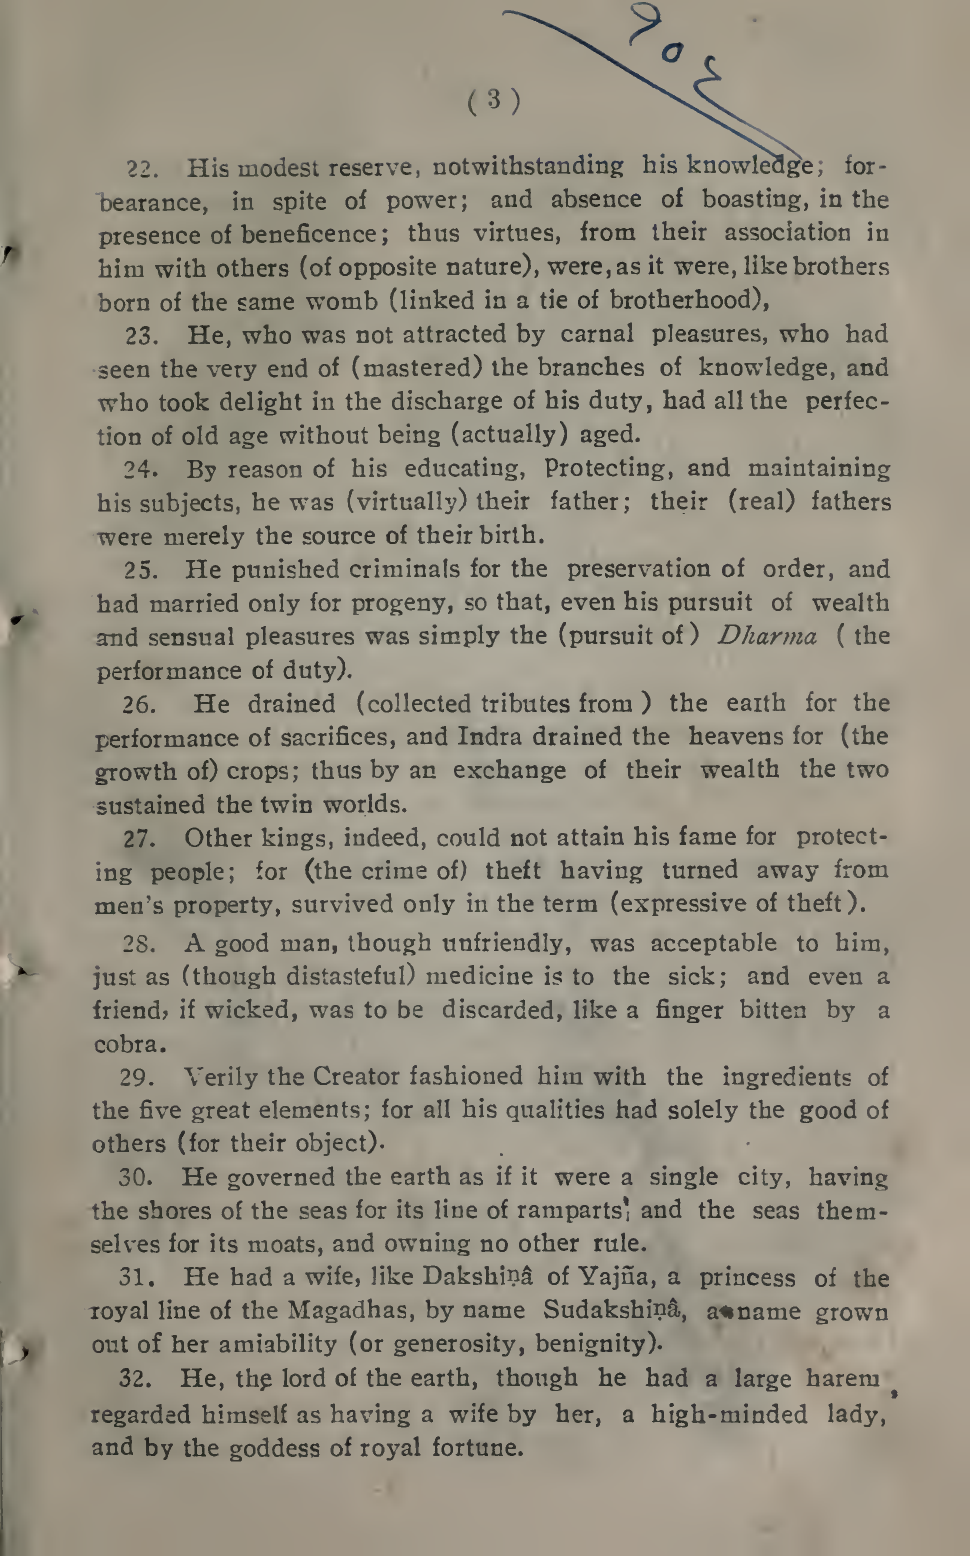 ( 3 )
22. His modest reserve, notwithstanding his knowledge; for-
bearance, in spite of power; and absence of boasting, in the
presence of beneficence; thus virtues, from their association in
him with others (of opposite nature), were, as it were, like brothers
born of the same womb (linked in a tie of brotherhood),
23. He, who was not attracted by carnal pleasures, who had
seen the very end of (mastered) the branches of knowledge, and
who took delight in the discharge of his duty, had all the perfec-
tion of old age without being (actually) aged.
24. By reason of his educating, Protecting, and maintaining
his subjects, he was (virtually) their father; their (real) fathers
were merely the source of their birth.
25. He punished criminals for the preservation of order, and
had married only for progeny, so that, even his pursuit of wealth
and sensual pleasures was simply the (pursuit of) Dharma ( the
performance of duty).
26. He drained (collected tributes from ) the earth for the
performance of sacrifices, and Indra drained the heavens for (the
growth of) crops; thus by an exchange of their wealth the two
sustained the twin worlds.
27. Other kings, indeed, could not attain his fame for protect-
ing people; for (the crime of) theft having turned away from
men's property, survived only in the term (expressive of theft).
28. A good man, though unfriendly, was acceptable to him,
just as (though distasteful) medicine is to the sick; and even a
friend, if wicked, was to be discarded, like a finger bitten by a
cobra.
29. Verily the Creator fashioned him with the ingredients of
the five great elements; for all his qualities had solely the good of
others (for their object).
30. He governed the earth as if it were a single city, having
the shores of the seas for its line of ramparts; and the seas them-
selves for its moats, and owning no other rule.
31. He had a wife, like Dakshiṇâ of Yajña, a princess of the
royal line of the Magadhas, by name Sudakshiṇâ, a name grown
out of her amiability (or generosity, benignity).
32. He, the lord of the earth, though he had a large harem,
regarded himself as having a wife by her, a high-minded lady,
and by the goddess of royal fortune.